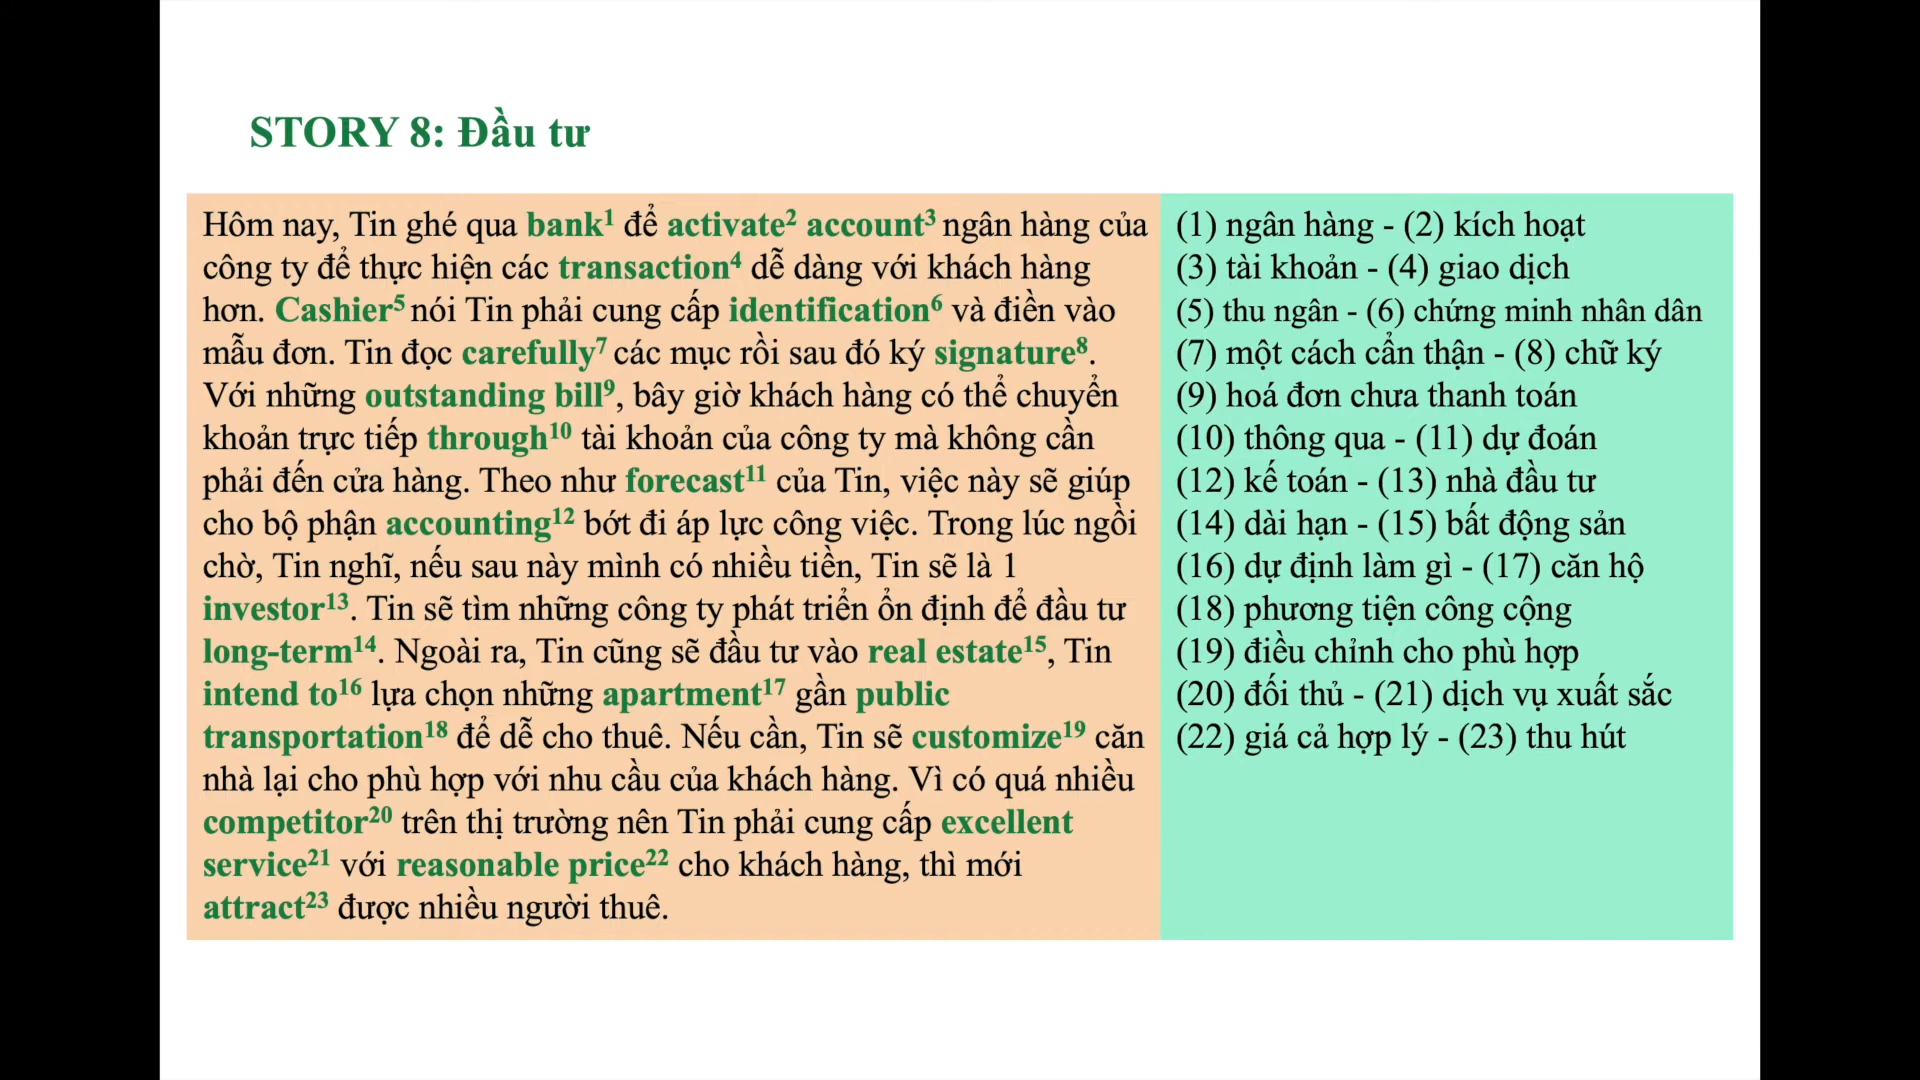 STORY 8: Đầu tư
Hôm nay, Tin ghé qua bank¹ để activate² account³ ngân hàng của
công ty để thực hiện các transaction⁴ dễ dàng với khách hàng
hơn. Cashier⁵ nói Tin phải cung cấp identification⁶ và điền vào
mẫu đơn. Tin đọc carefully⁷ các mục rồi sau đó ký signature⁸.
Với những outstanding bill⁹, bây giờ khách hàng có thể chuyển
khoản trực tiếp through¹⁰ tài khoản của công ty mà không cần
phải đến cửa hàng. Theo như forecast¹¹ của Tin, việc này sẽ giúp
cho bộ phận accounting¹² bớt đi áp lực công việc. Trong lúc ngồi
chờ, Tin nghĩ, nếu sau này mình có nhiều tiền, Tin sẽ là 1
investor¹³. Tin sẽ tìm những công ty phát triển ổn định để đầu tư
long-term¹⁴. Ngoài ra, Tin cũng sẽ đầu tư vào real estate¹⁵, Tin
intend to¹⁶ lựa chọn những apartment¹⁷ gần public
transportation¹⁸ để dễ cho thuê. Nếu cần, Tin sẽ customize¹⁹ căn
nhà lại cho phù hợp với nhu cầu của khách hàng. Vì có quá nhiều
competitor²⁰ trên thị trường nên Tin phải cung cấp excellent
service²¹ với reasonable price²² cho khách hàng, thì mới
attract²³ được nhiều người thuê.
(1) ngân hàng - (2) kích hoạt
(3) tài khoản - (4) giao dịch
(5) thu ngân - (6) chứng minh nhân dân
(7) một cách cẩn thận - (8) chữ ký
(9) hoá đơn chưa thanh toán
(10) thông qua - (11) dự đoán
(12) kế toán - (13) nhà đầu tư
(14) dài hạn - (15) bất động sản
(16) dự định làm gì - (17) căn hộ
(18) phương tiện công cộng
(19) điều chỉnh cho phù hợp
(20) đối thủ - (21) dịch vụ xuất sắc
(22) giá cả hợp lý - (23) thu hút